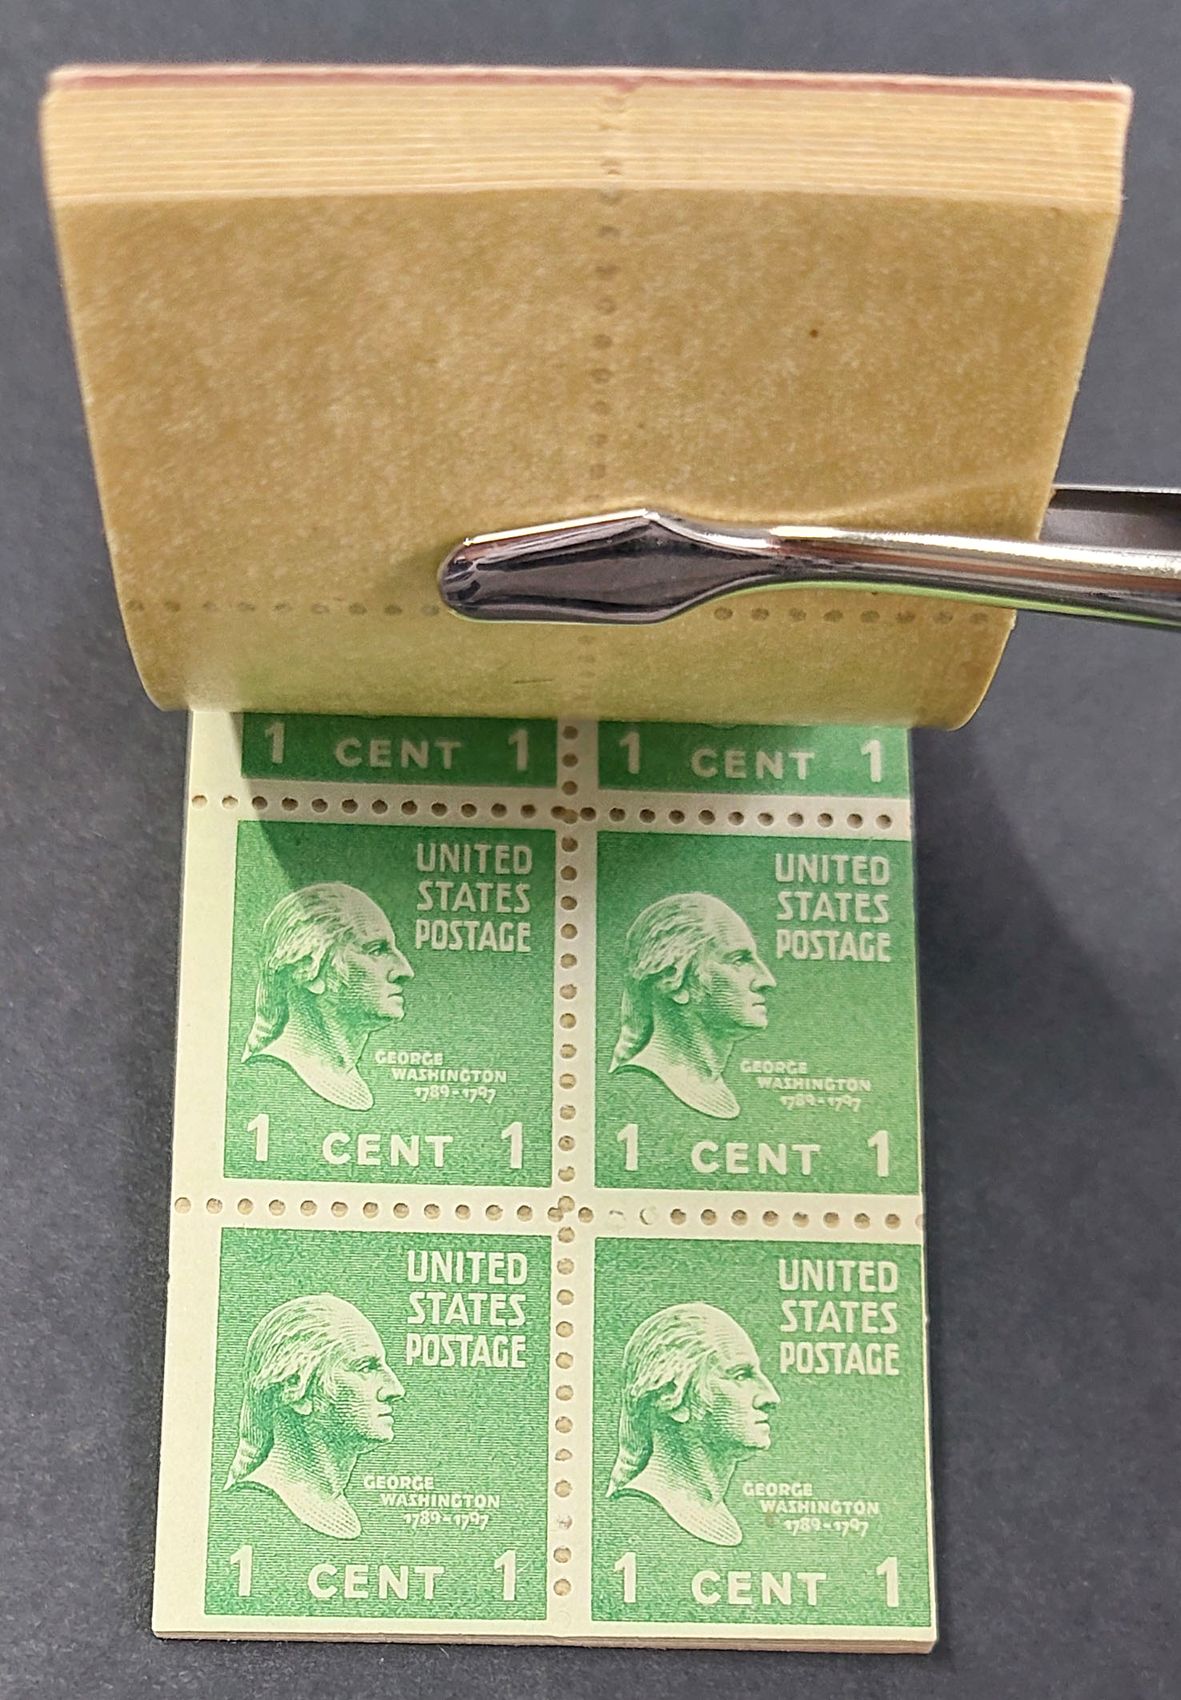 1 CENT 1
1 CENT 1
UNITED
STATES
POSTAGE
GEORGE
WASHINGTON
1789-1797
1 CENT 1
UNITED
STATES
POSTAGE
GEORGE
WASHINGTON
1789-1797
1 CENT 1
UNITED
STATES
POSTAGE
GEORGE
WASHINGTON
1789-1797
1 CENT 1
UNITED
STATES
POSTAGE
GEORGE
WASHINGTON
1789-1797
1 CENT 1